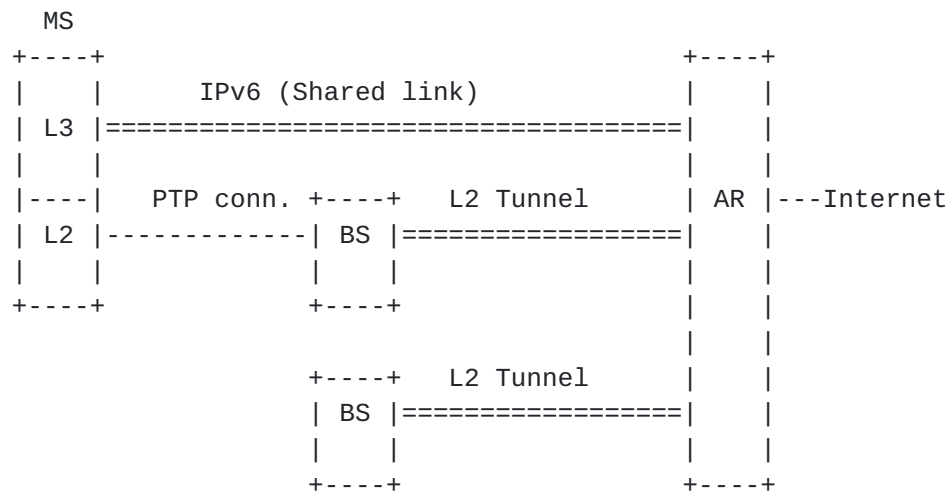 MS
IPv6 (Shared link)
L3
PTP conn. L2 Tunnel AR ---Internet
L2 BS
L2 Tunnel
BS